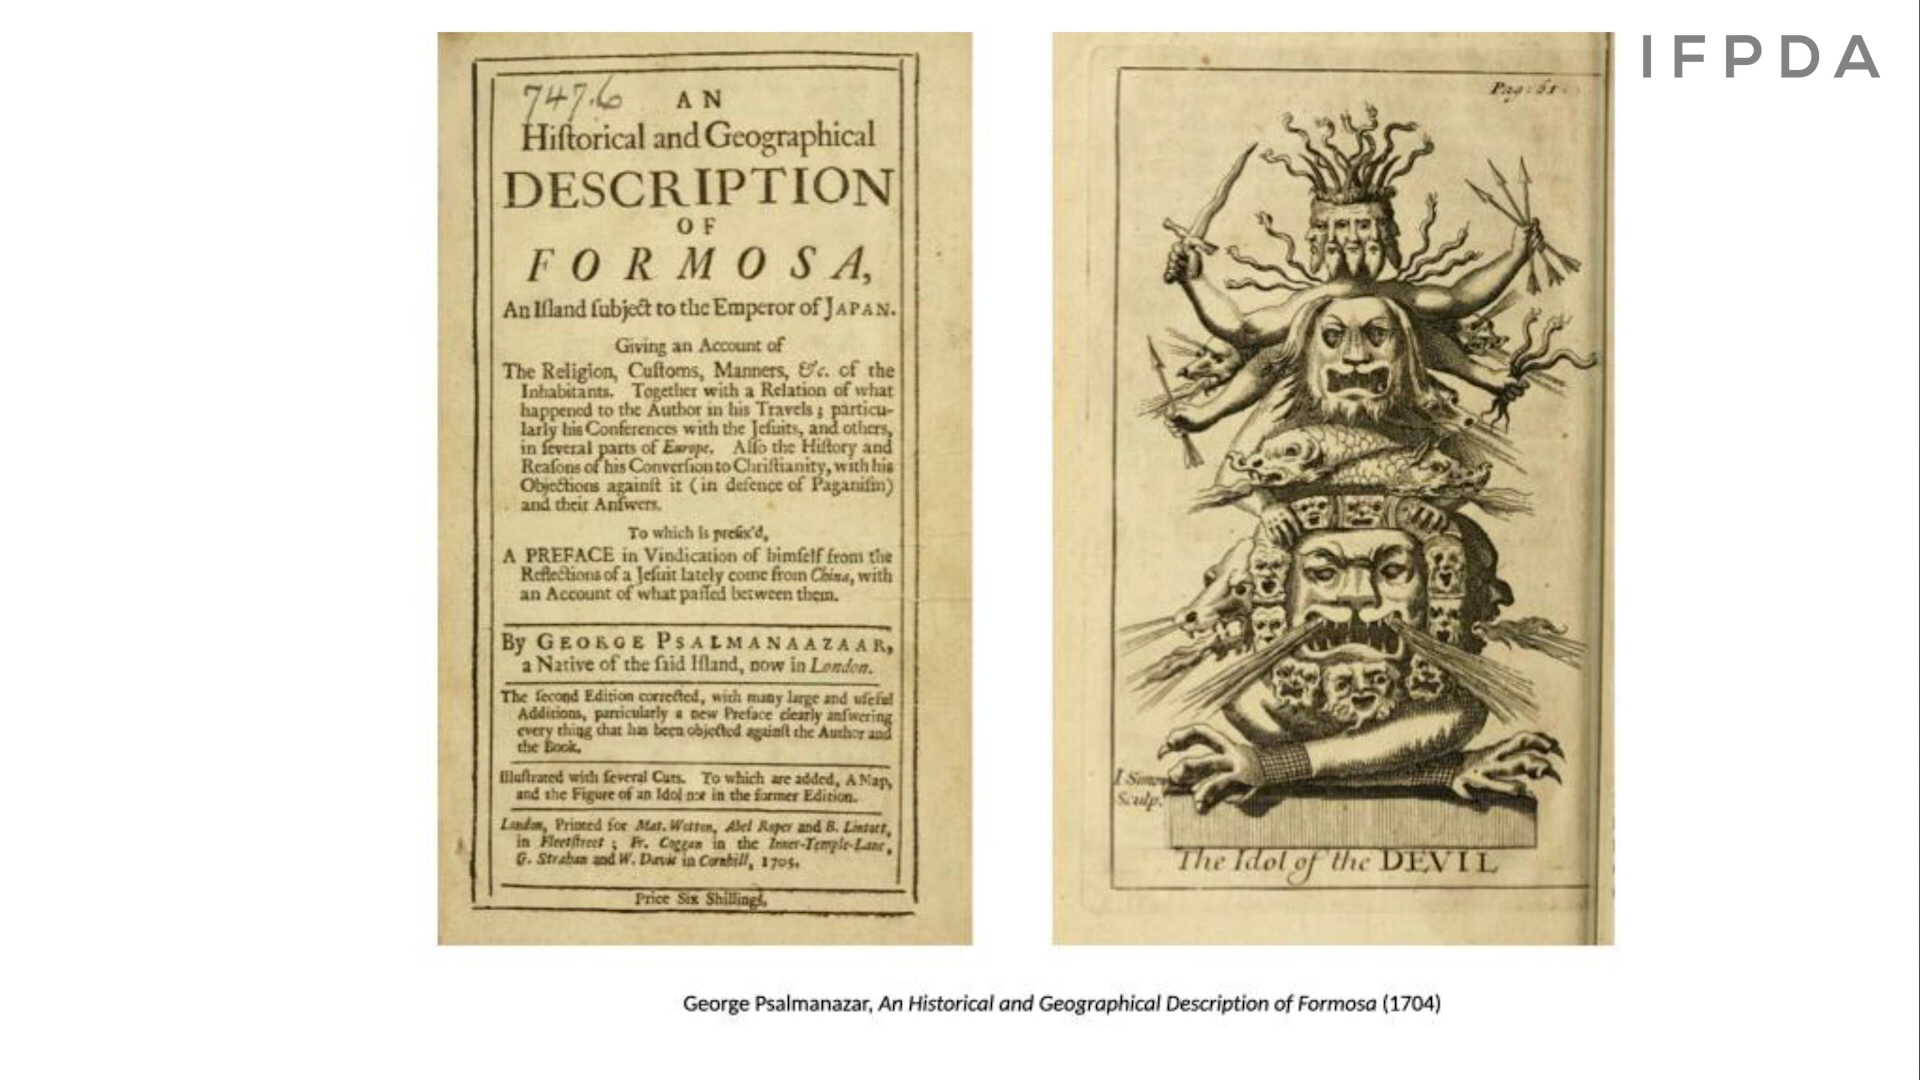 IFPDA
747.6
AN
Hiſtorical and Geographical
DESCRIPTION
OF
FORMOSA,
An Iſland ſubject to the Emperor of JAPAN.
Giving an Account of
The Religion, Cuſtoms, Manners, &c. of the
Inhabitants. Together with a Relation of what
happened to the Author in his Travels; particu-
larly his Conferences with the Jeſuits, and others,
in ſeveral parts of Europe. Alſo the Hiſtory and
Reaſons of his Converſion to Chriſtianity, with his
Objections againſt it (in defence of Paganiſm)
and their Anſwers.
To which is prefix'd,
A PREFACE in Vindication of himſelf from the
Reflections of a Jeſuit lately come from China, with
an Account of what paſſed between them.
By GEORGE PSALMANAAZAAR,
a Native of the ſaid Iſland, now in London.
The ſecond Edition corrected, with many large and uſeful
Additions, particularly a new Preface clearly anſwering
every thing that has been objected againſt the Author and
the Book.
Illuſtrated with ſeveral Cuts. To which are added, A Map,
and the Figure of an Idol not in the former Edition.
London, Printed for Mat. Wotton, Abel Roper and B. Lintott,
in Fleetſtreet; Fr. Coggan in the Inner-Temple-Lane,
G. Strahan and W. Davis in Cornhill, 1705.
Price Six Shillings,
Pag: 61
I
Sculp.
The Idol of the DEVIL
George Psalmanazar, An Historical and Geographical Description of Formosa (1704)